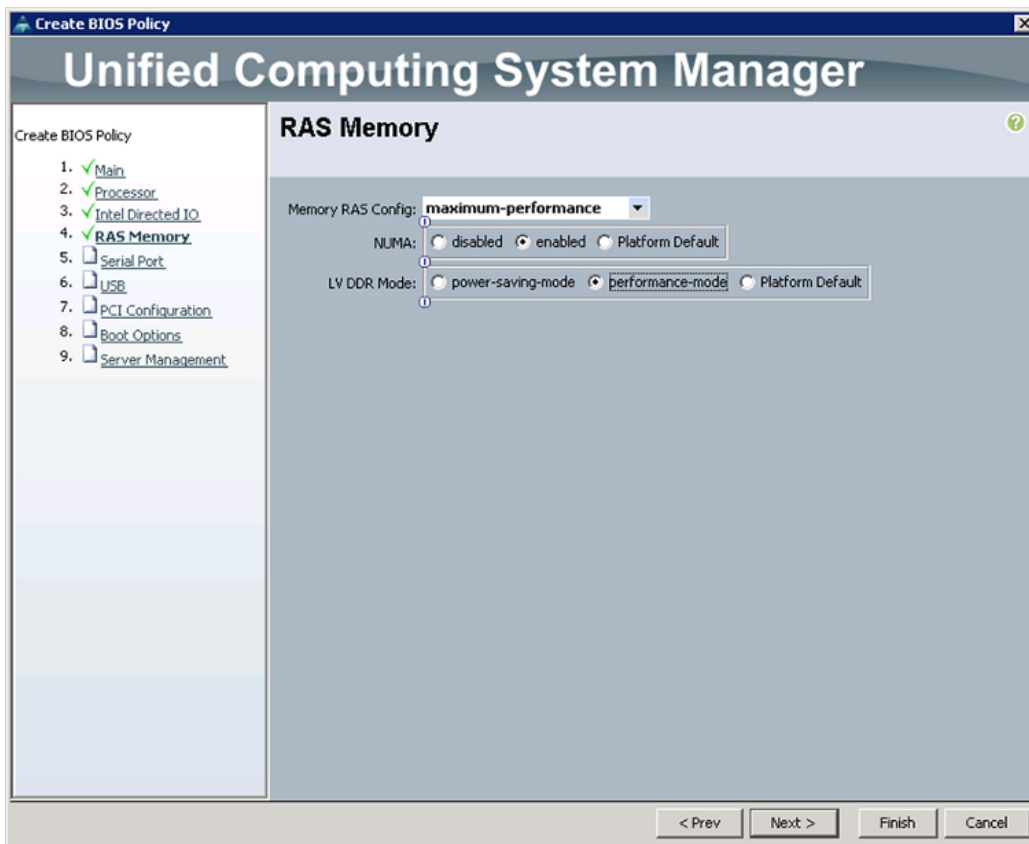 Create BIOS Policy
Unified Computing System Manager
Create BIOS Policy
1. Main
2. Processor
3. Intel Directed IO
4. RAS Memory
5. Serial Port
6. USB
7. PCI Configuration
8. Boot Options
9. Server Management
RAS Memory
Memory RAS Config: maximum-performance
NUMA: disabled enabled Platform Default
LV DDR Mode: power-saving-mode performance-mode Platform Default
< Prev Next > Finish Cancel